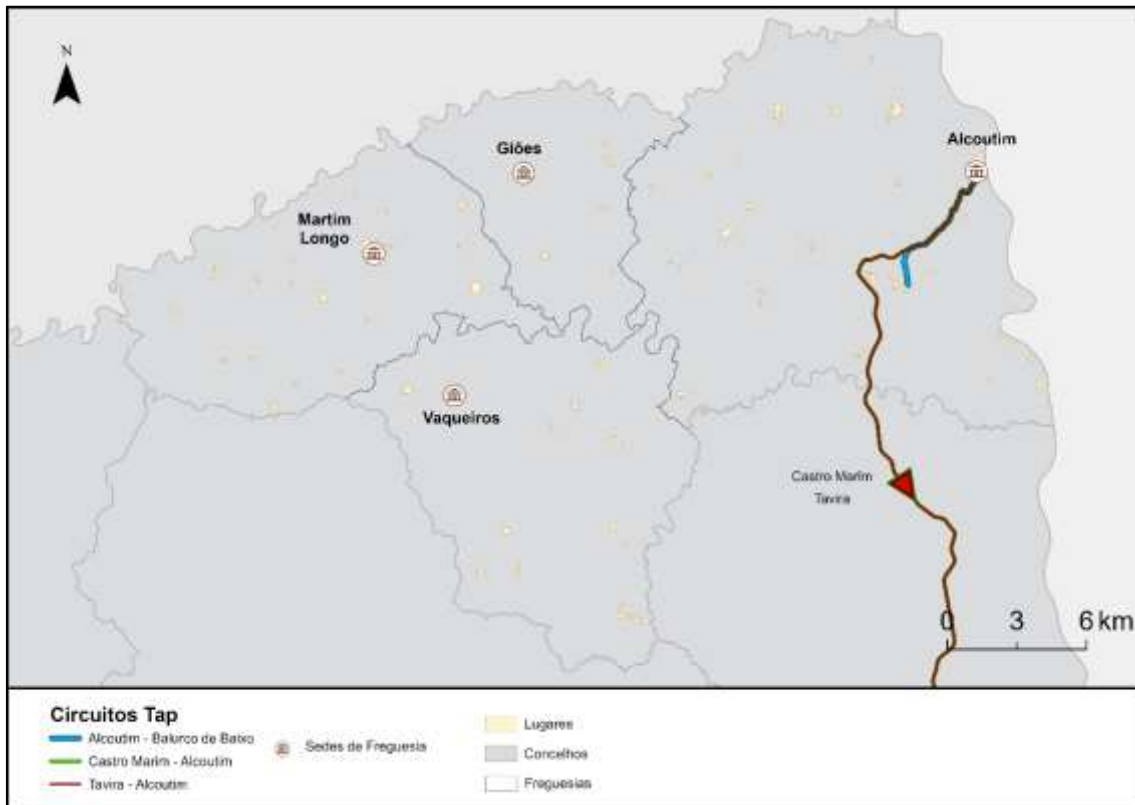 N
Alcoutim
Giões
Martim
Longo
Vaqueiros
Castro Marim
Tavira
0 3 6 km
Circuitos Tap
Alcoutim - Balurco de Baixo
Castro Marim - Alcoutim
Tavira - Alcoutim
Sedes de Freguesia
Lugares
Concelhos
Freguesias